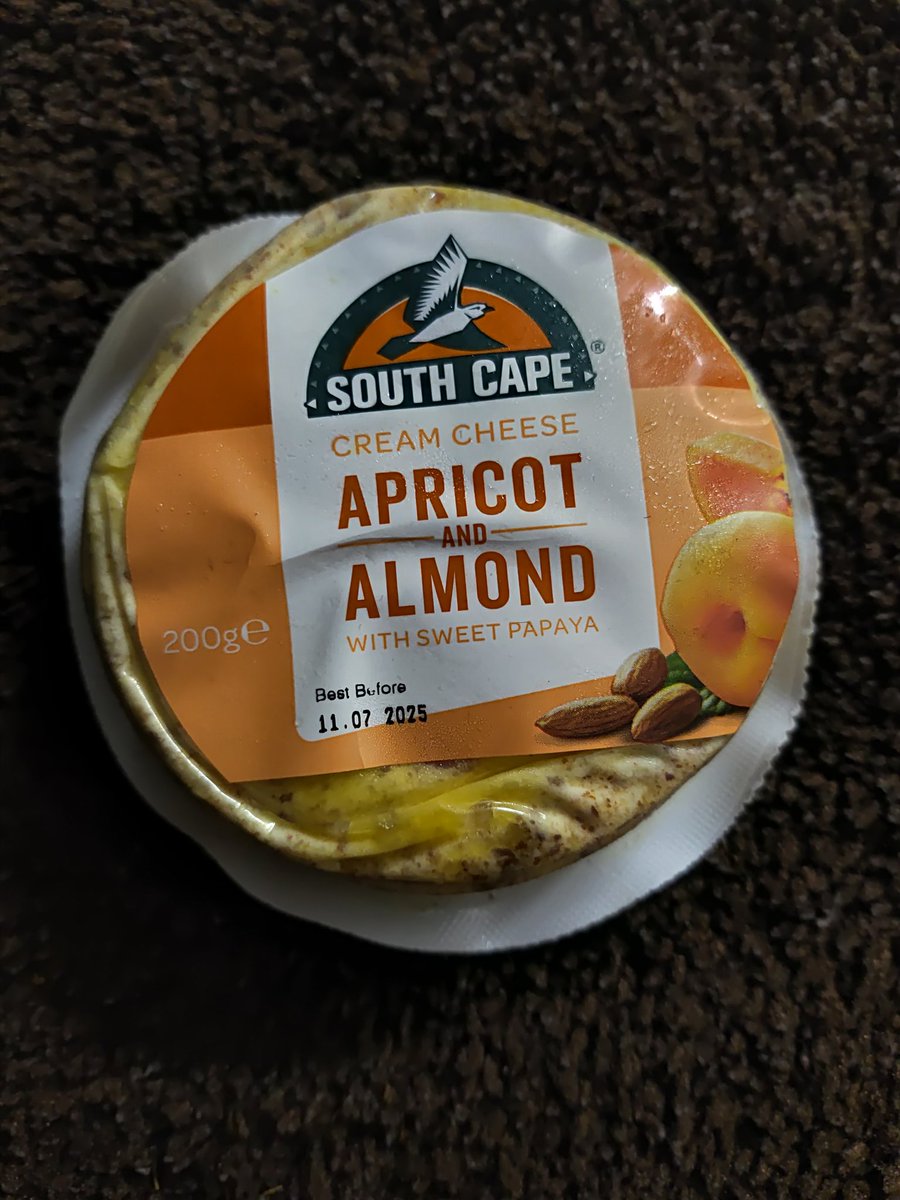 SOUTH CAPE
®
CREAM CHEESE
APRICOT
AND
ALMOND
WITH SWEET PAPAYA
200g℮
Best Before
11.07 2025